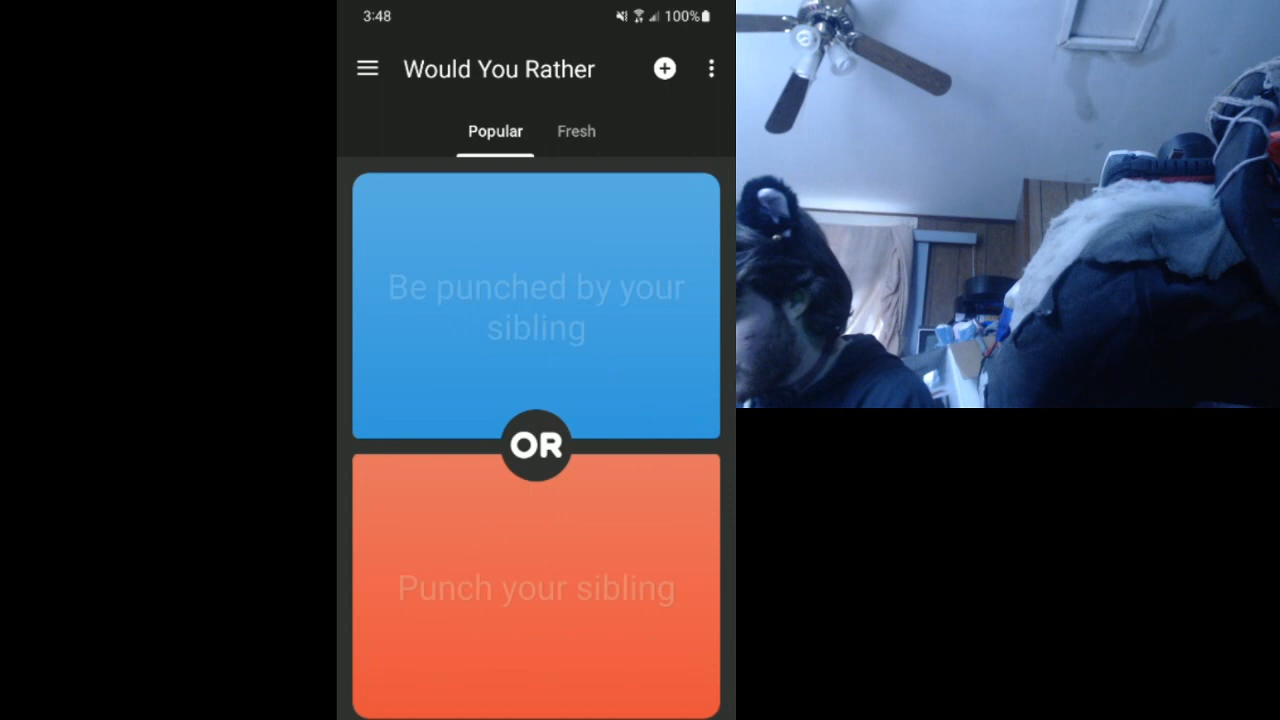 3:48 100%
Would You Rather
Popular Fresh
Be punched by your
sibling
OR
Punch your sibling